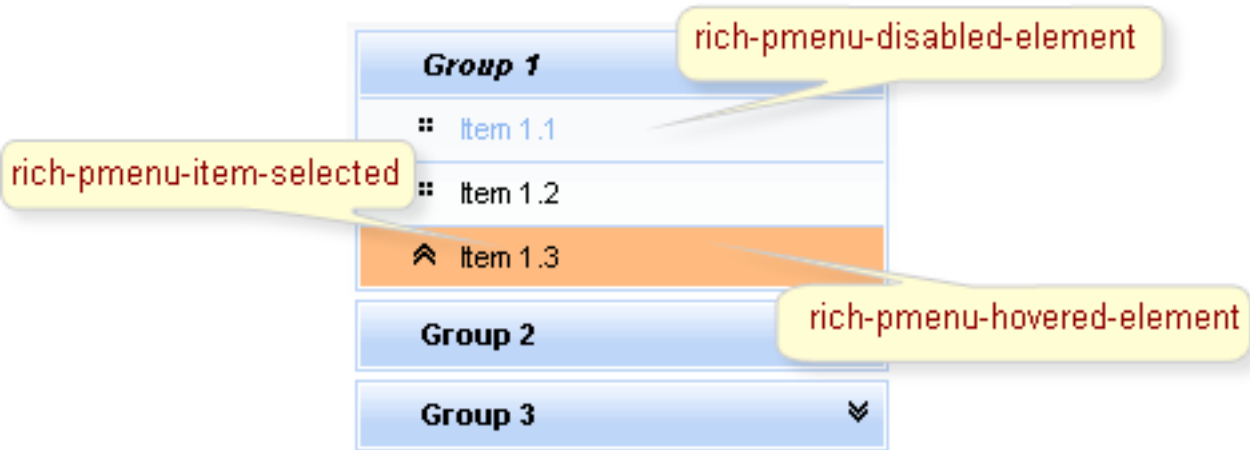 rich-pmenu-disabled-element
Group 1
Item 1.1
rich-pmenu-item-selected
Item 1.2
Item 1.3
rich-pmenu-hovered-element
Group 2
Group 3